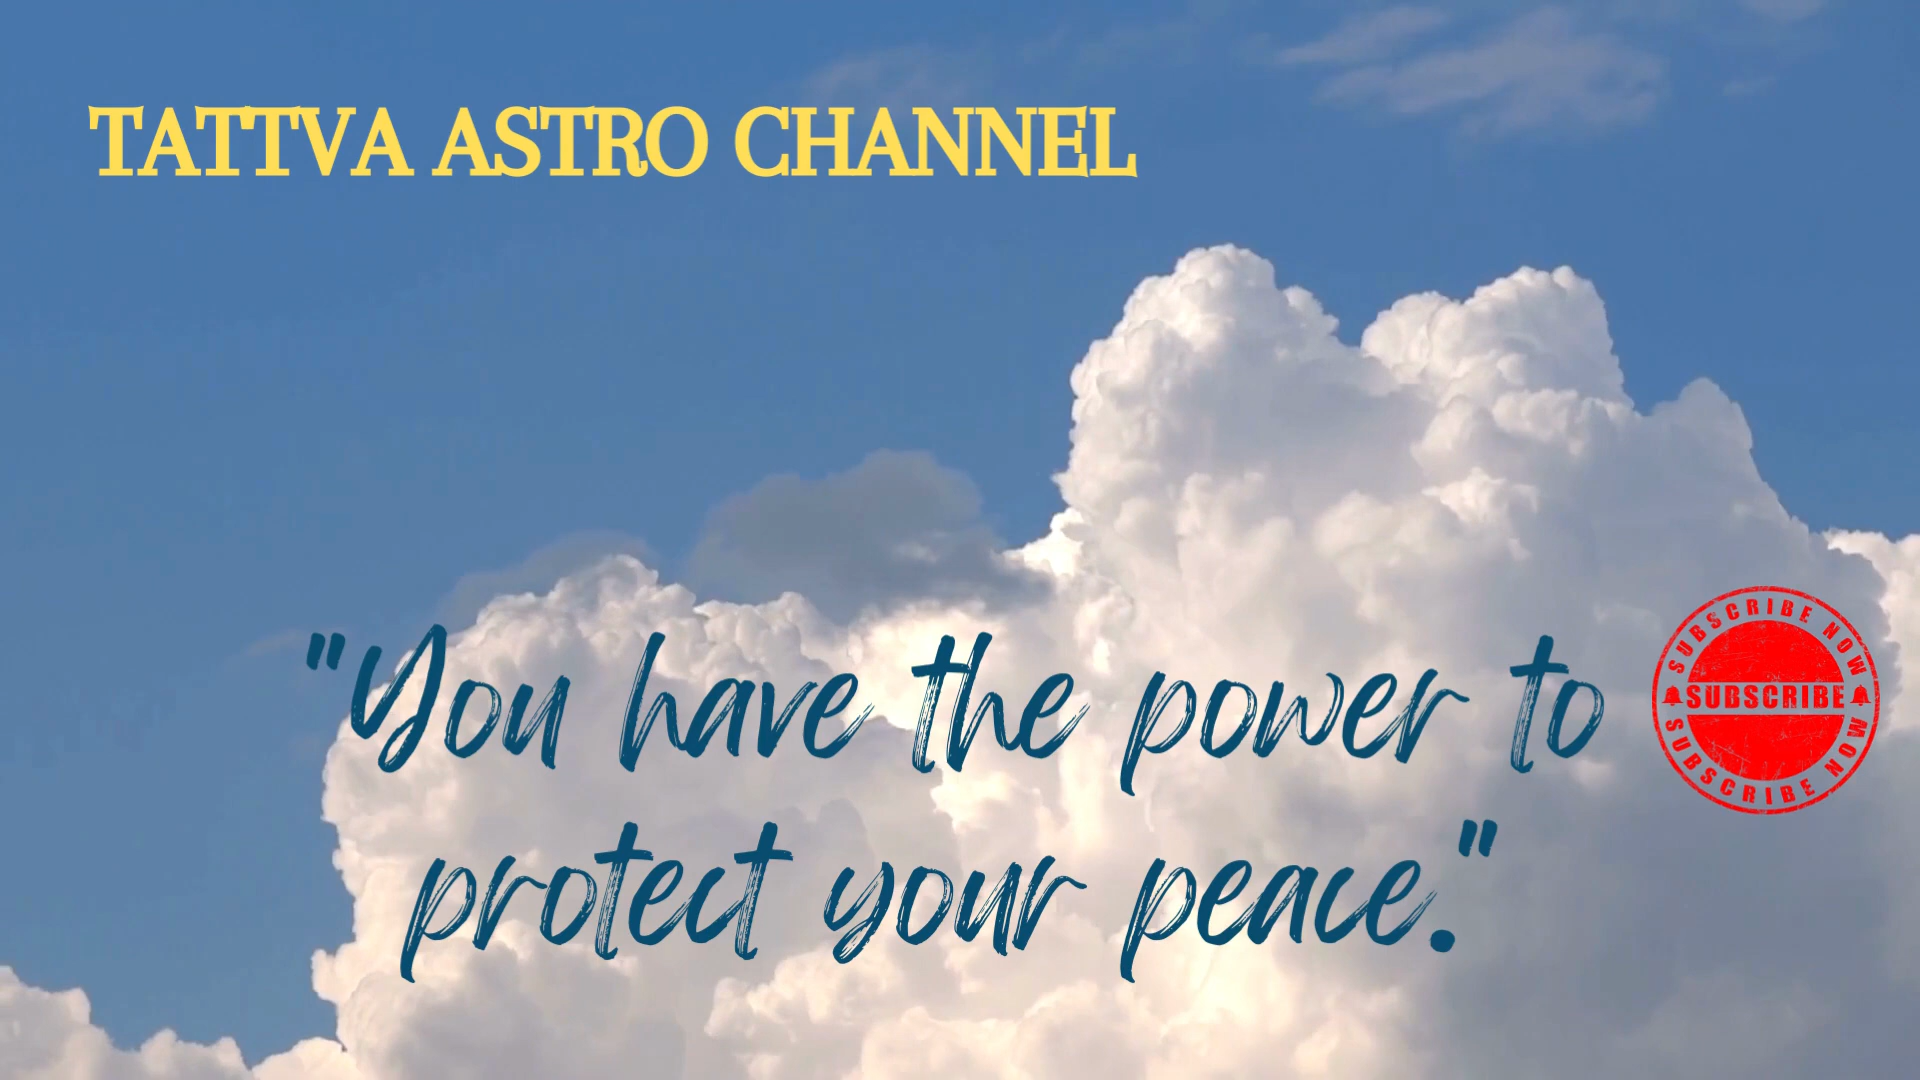 TATTVA ASTRO CHANNEL
"You have the power to
protect your peace."
SUBSCRIBE NOW
SUBSCRIBE
SUBSCRIBE NOW